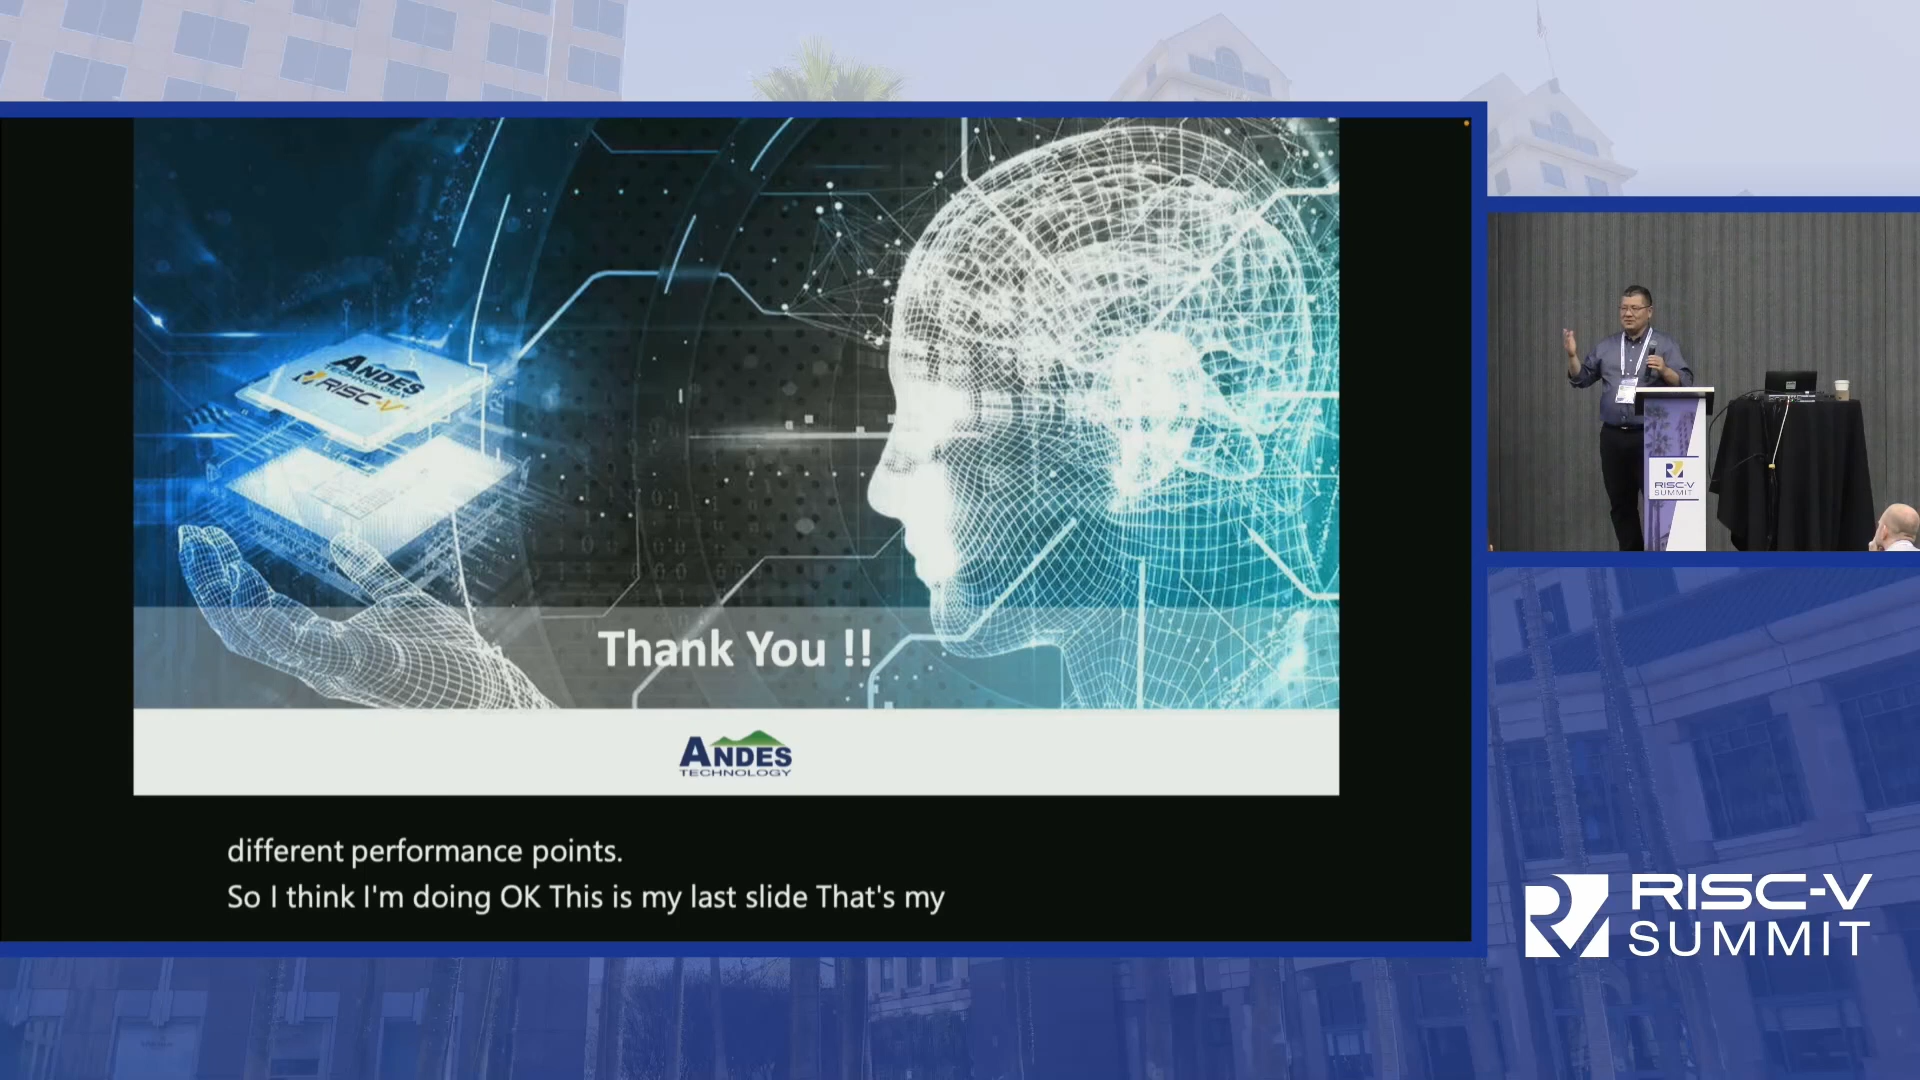 ANDES
TECHNOLOGY
RISC-V
Thank You !!
ANDES
TECHNOLOGY
different performance points.
So I think I'm doing OK This is my last slide That's my
RISC-V
SUMMIT
RISC-V
SUMMIT